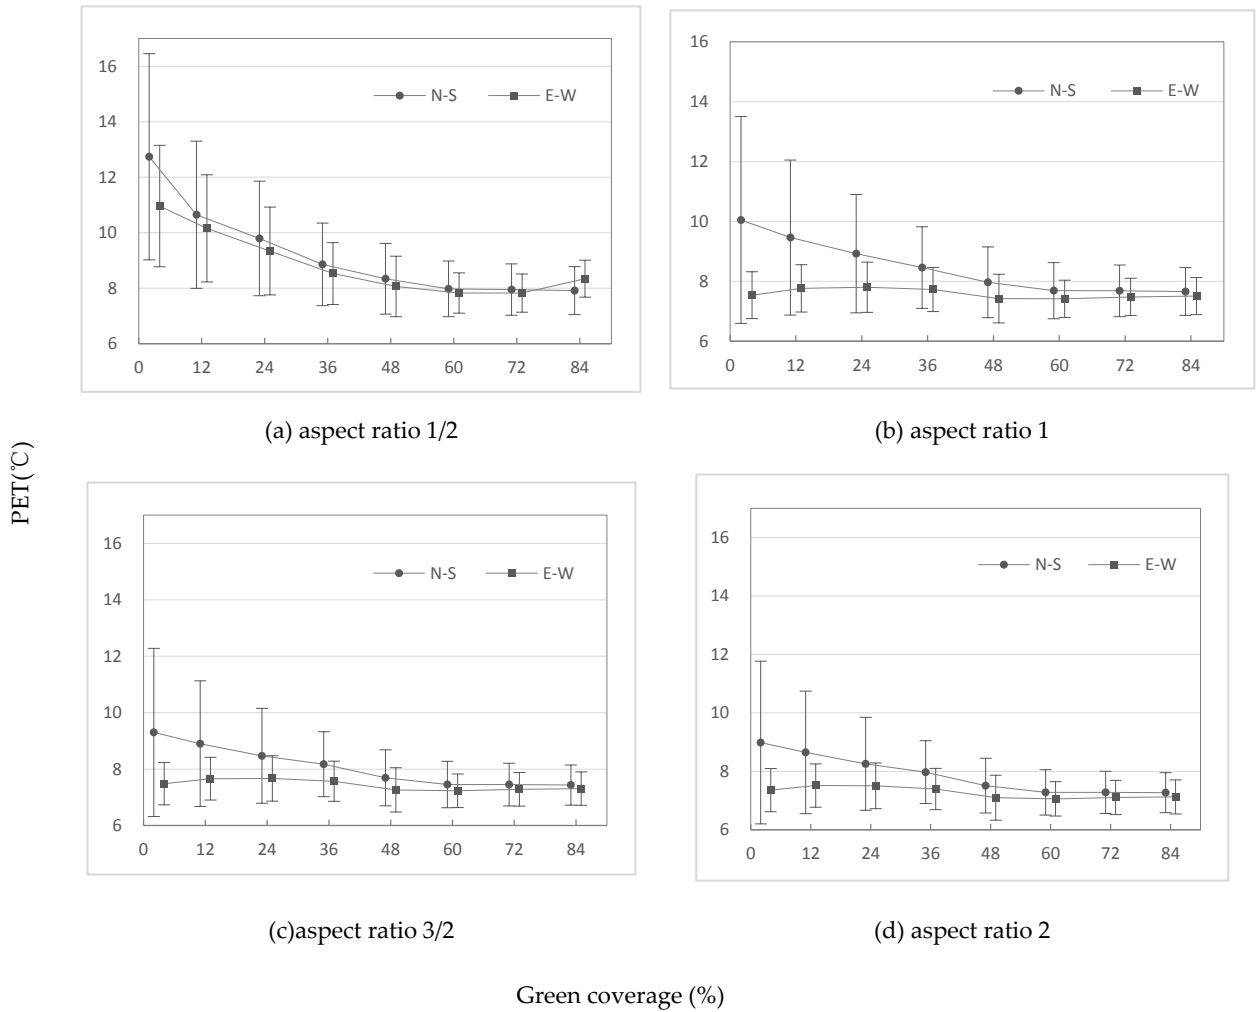 16
14
12
10
8
6
0 12 24 36 48 60 72 84
N-S E-W
(a) aspect ratio 1/2
16
14
12
10
8
6
0 12 24 36 48 60 72 84
N-S E-W
(b) aspect ratio 1
PET(℃)
16
14
12
10
8
6
0 12 24 36 48 60 72 84
N-S E-W
(c)aspect ratio 3/2
16
14
12
10
8
6
0 12 24 36 48 60 72 84
N-S E-W
(d) aspect ratio 2
Green coverage (%)